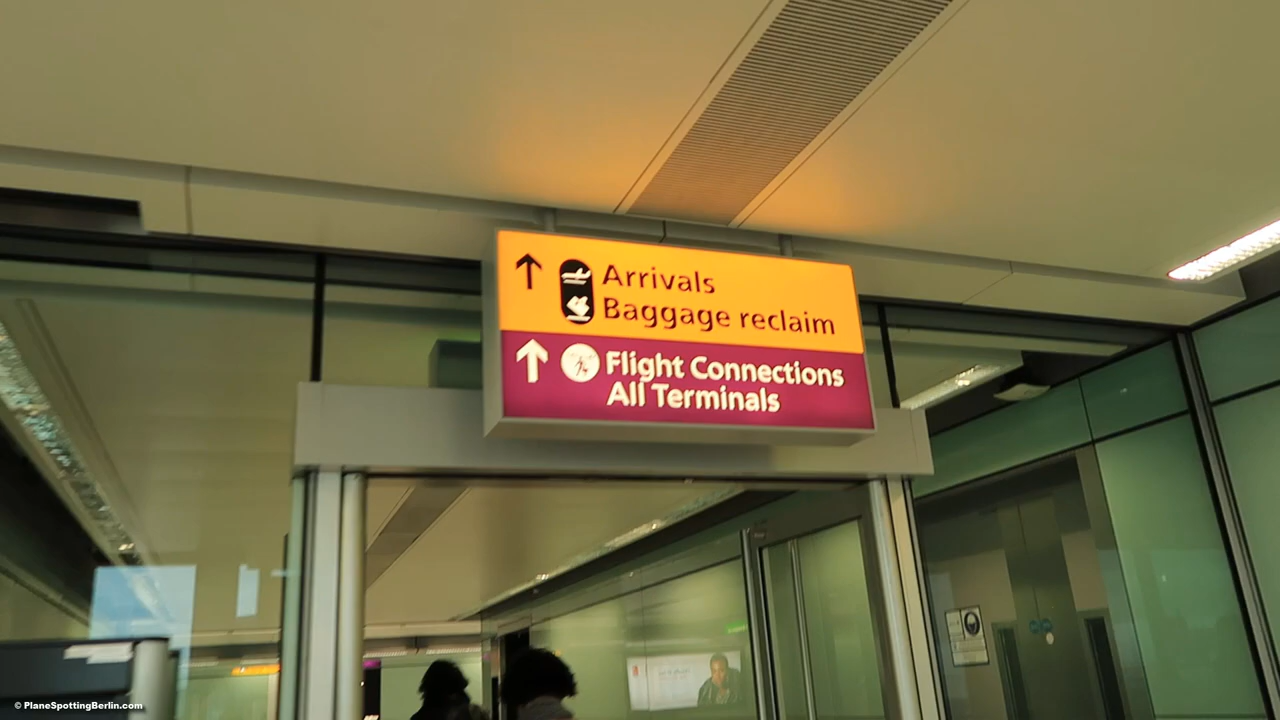 Arrivals
Baggage reclaim
Flight Connections
All Terminals
© PlaneSpottingBerlin.com